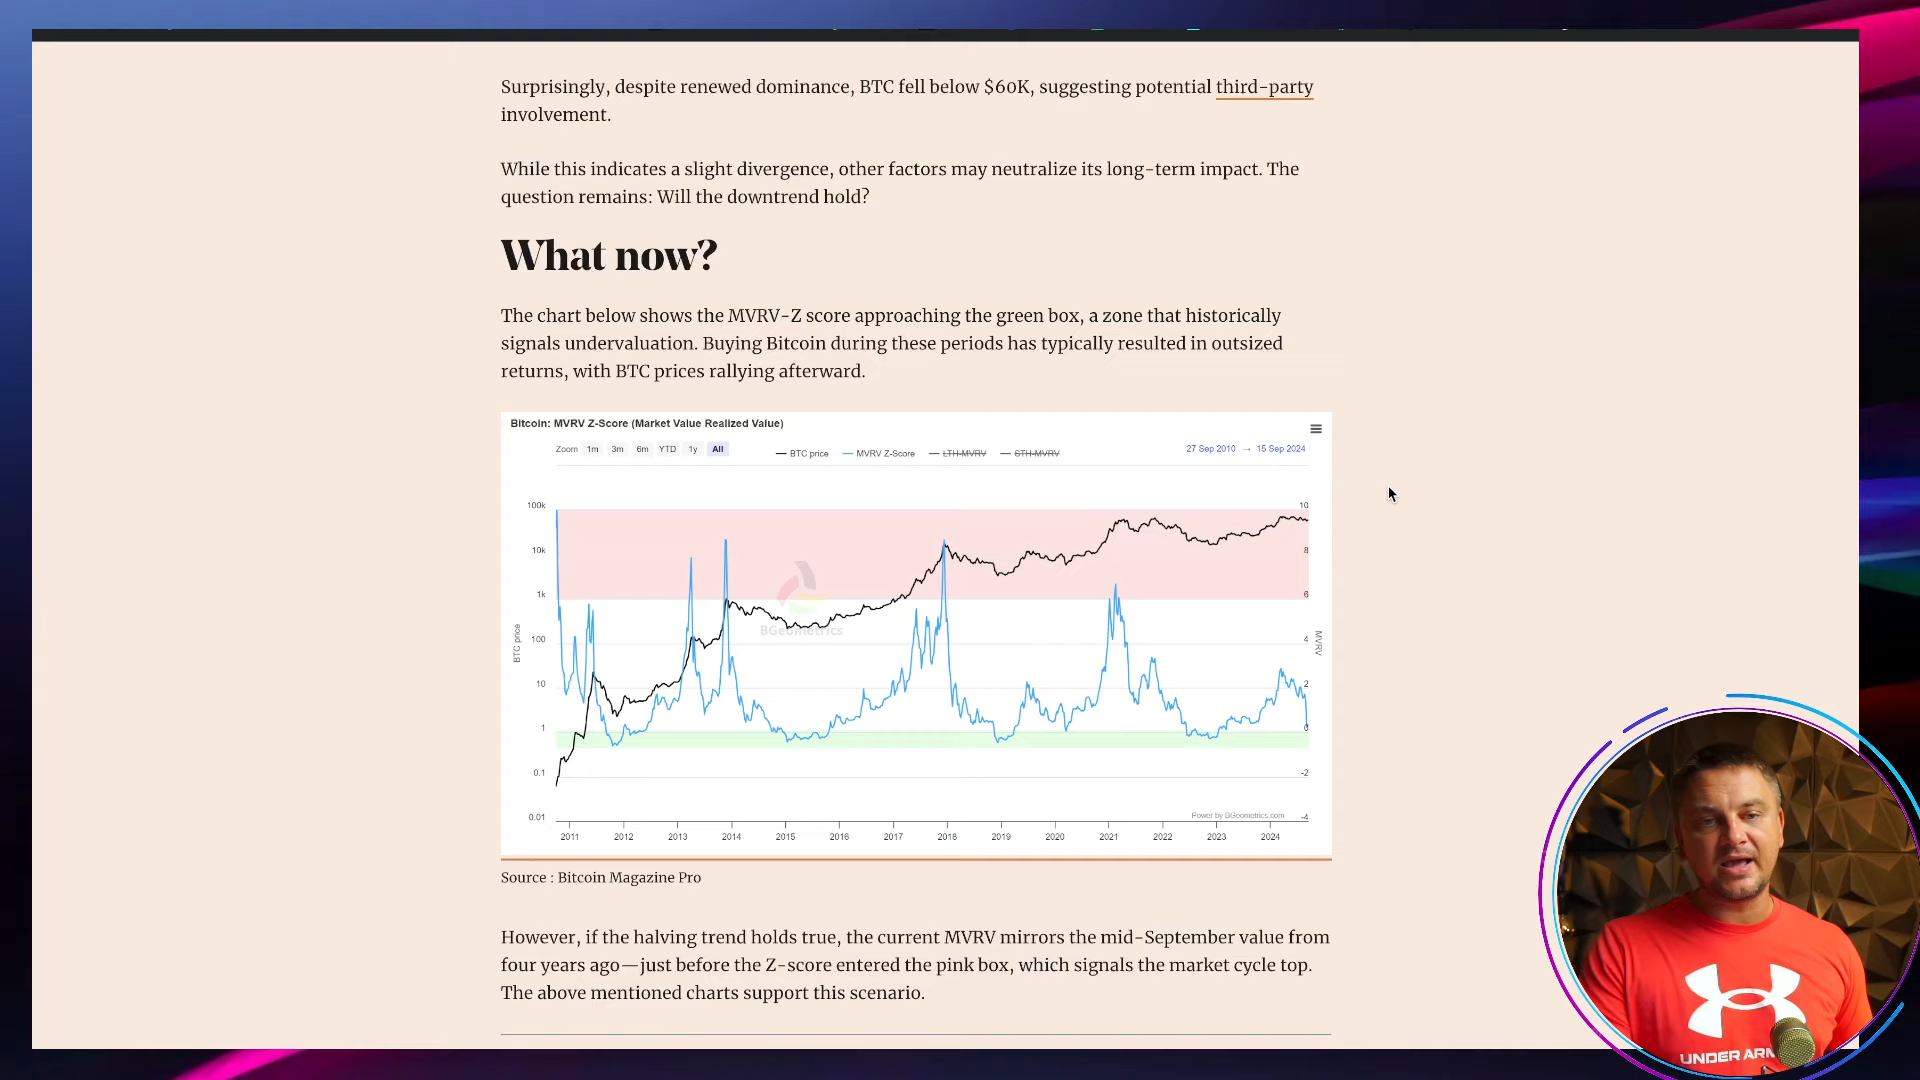 Surprisingly, despite renewed dominance, BTC fell below $60K, suggesting potential third-party
involvement.
While this indicates a slight divergence, other factors may neutralize its long-term impact. The
question remains: Will the downtrend hold?
What now?
The chart below shows the MVRV-Z score approaching the green box, a zone that historically
signals undervaluation. Buying Bitcoin during these periods has typically resulted in outsized
returns, with BTC prices rallying afterward.
Bitcoin: MVRV Z-Score (Market Value Realized Value)
Zoom 1m 3m 6m YTD 1y All
BTC price MVRV Z-Score LTH-MVRV STH-MVRV
27 Sep 2010 → 15 Sep 2024
100k 10
10k 8
1k 6
100 4
10 2
1 0
0.1 -2
0.01 -4
BTC price
MVRV
BGeometrics
Power by BGeometrics.com
2011 2012 2013 2014 2015 2016 2017 2018 2019 2020 2021 2022 2023 2024
Source : Bitcoin Magazine Pro
However, if the halving trend holds true, the current MVRV mirrors the mid-September value from
four years ago—just before the Z-score entered the pink box, which signals the market cycle top.
The above mentioned charts support this scenario.
UNDER ARM